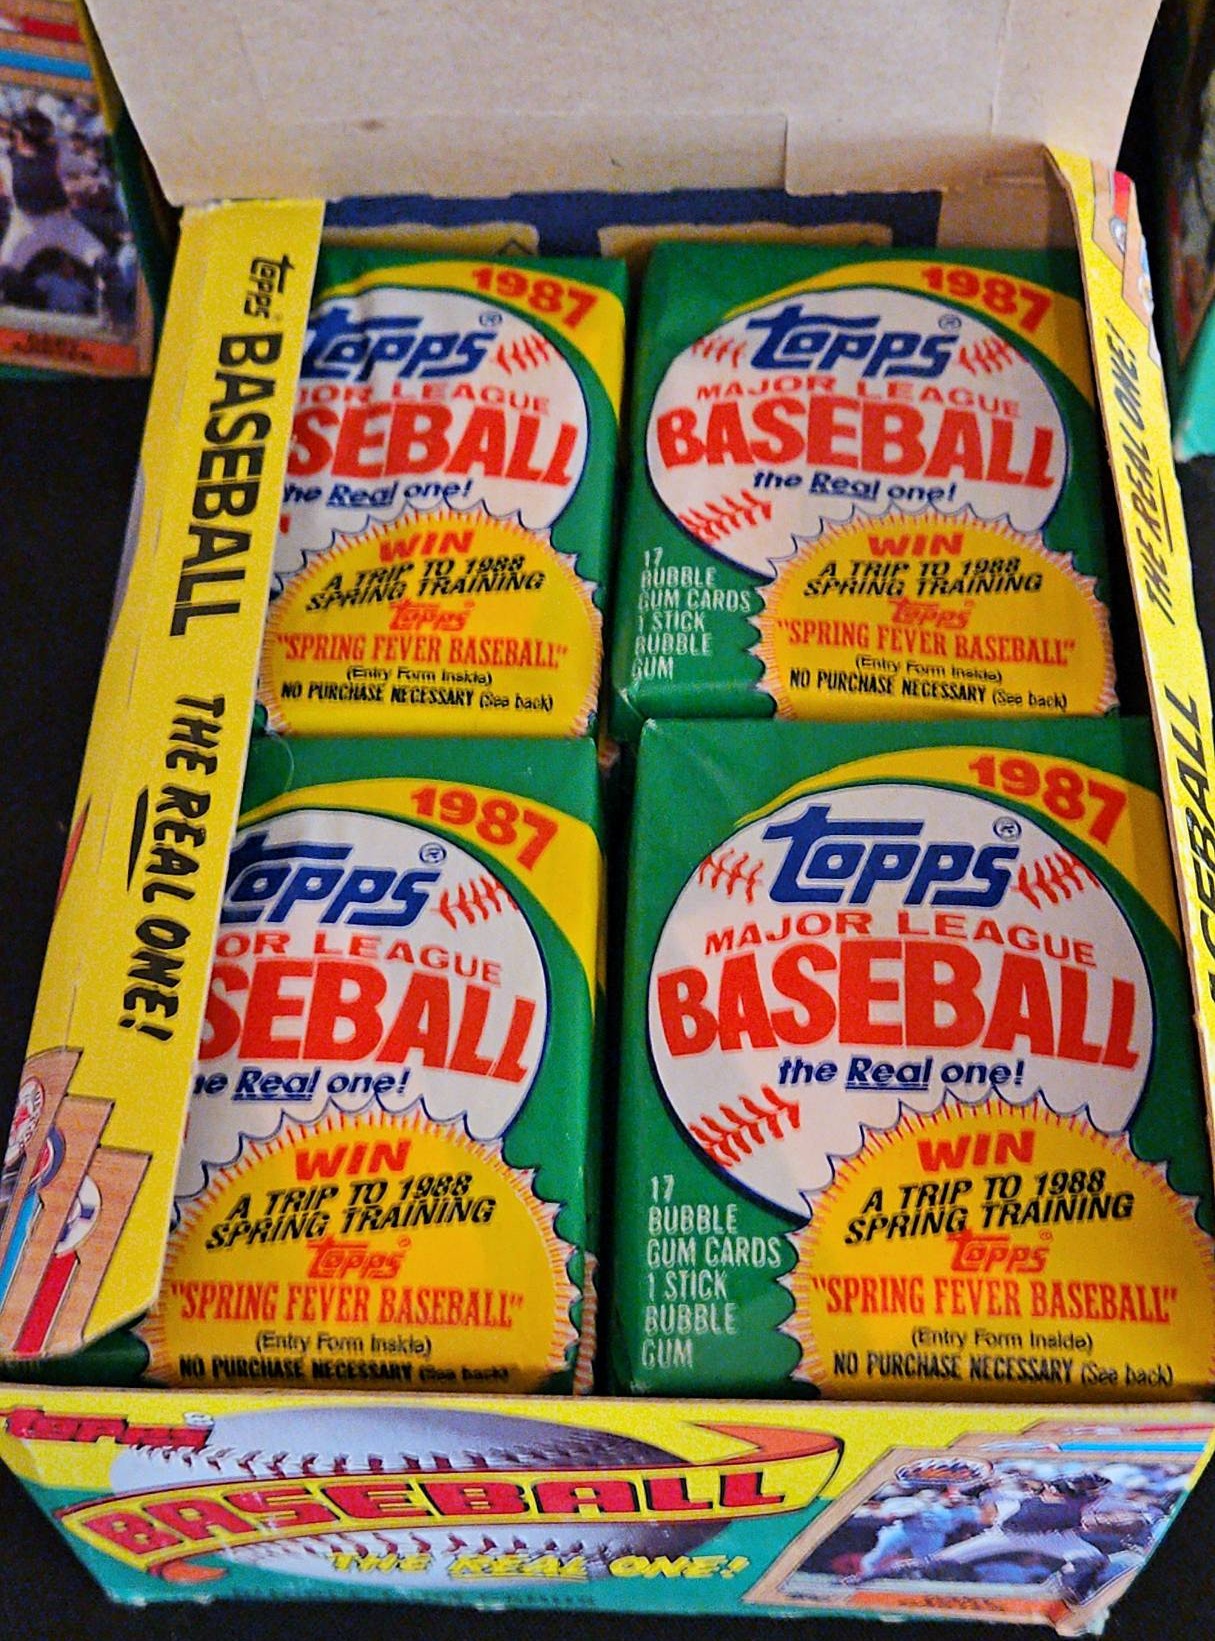 topps® BASEBALL THE REAL ONE!
1987
topps®
JOR LEAGUE
SEBALL
the Real one!
WIN
A TRIP TO 1988
SPRING TRAINING
topps®
"SPRING FEVER BASEBALL"
(Entry Form Inside)
NO PURCHASE NECESSARY (See back)
1987
topps®
MAJOR LEAGUE
BASEBALL
the Real one!
17
BUBBLE
GUM CARDS
1 STICK
BUBBLE
GUM
WIN
A TRIP TO 1988
SPRING TRAINING
topps®
"SPRING FEVER BASEBALL"
(Entry Form Inside)
NO PURCHASE NECESSARY (See back)
SEBALL THE REAL ONE!
1987
topps®
OR LEAGUE
SEBALL
he Real one!
WIN
A TRIP TO 1988
SPRING TRAINING
topps®
"SPRING FEVER BASEBALL"
(Entry Form Inside)
NO PURCHASE NECESSARY (See back)
1987
topps®
MAJOR LEAGUE
BASEBALL
the Real one!
17
BUBBLE
GUM CARDS
1 STICK
BUBBLE
GUM
WIN
A TRIP TO 1988
SPRING TRAINING
topps®
"SPRING FEVER BASEBALL"
(Entry Form Inside)
NO PURCHASE NECESSARY (See back)
topps®
BASEBALL
THE REAL ONE!